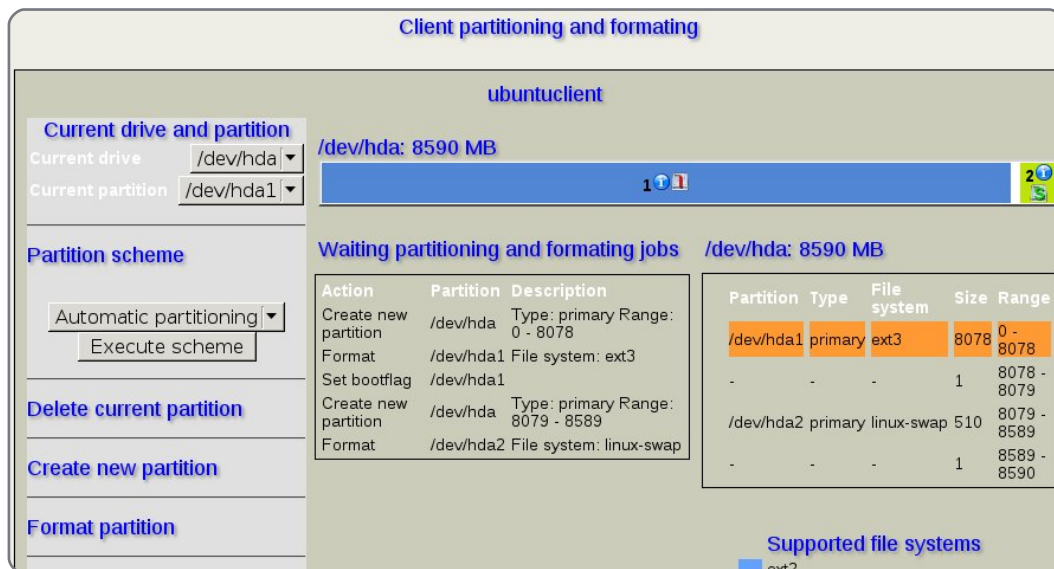 Client partitioning and formating
ubuntuclient
Current drive and partition
Current drive /dev/hda
Current partition /dev/hda1
Partition scheme
Automatic partitioning
Execute scheme
Delete current partition
Create new partition
Format partition
/dev/hda: 8590 MB
1
2
Waiting partitioning and formating jobs
Action Partition Description
Create new partition /dev/hda Type: primary Range: 0 - 8078
Format /dev/hda1 File system: ext3
Set bootflag /dev/hda1
Create new partition /dev/hda Type: primary Range: 8079 - 8589
Format /dev/hda2 File system: linux-swap
/dev/hda: 8590 MB
Partition Type File system Size Range
/dev/hda1 primary ext3 8078 0 - 8078
- - - 1 8078 - 8079
/dev/hda2 primary linux-swap 510 8079 - 8589
- - - 1 8589 - 8590
Supported file systems
ext2